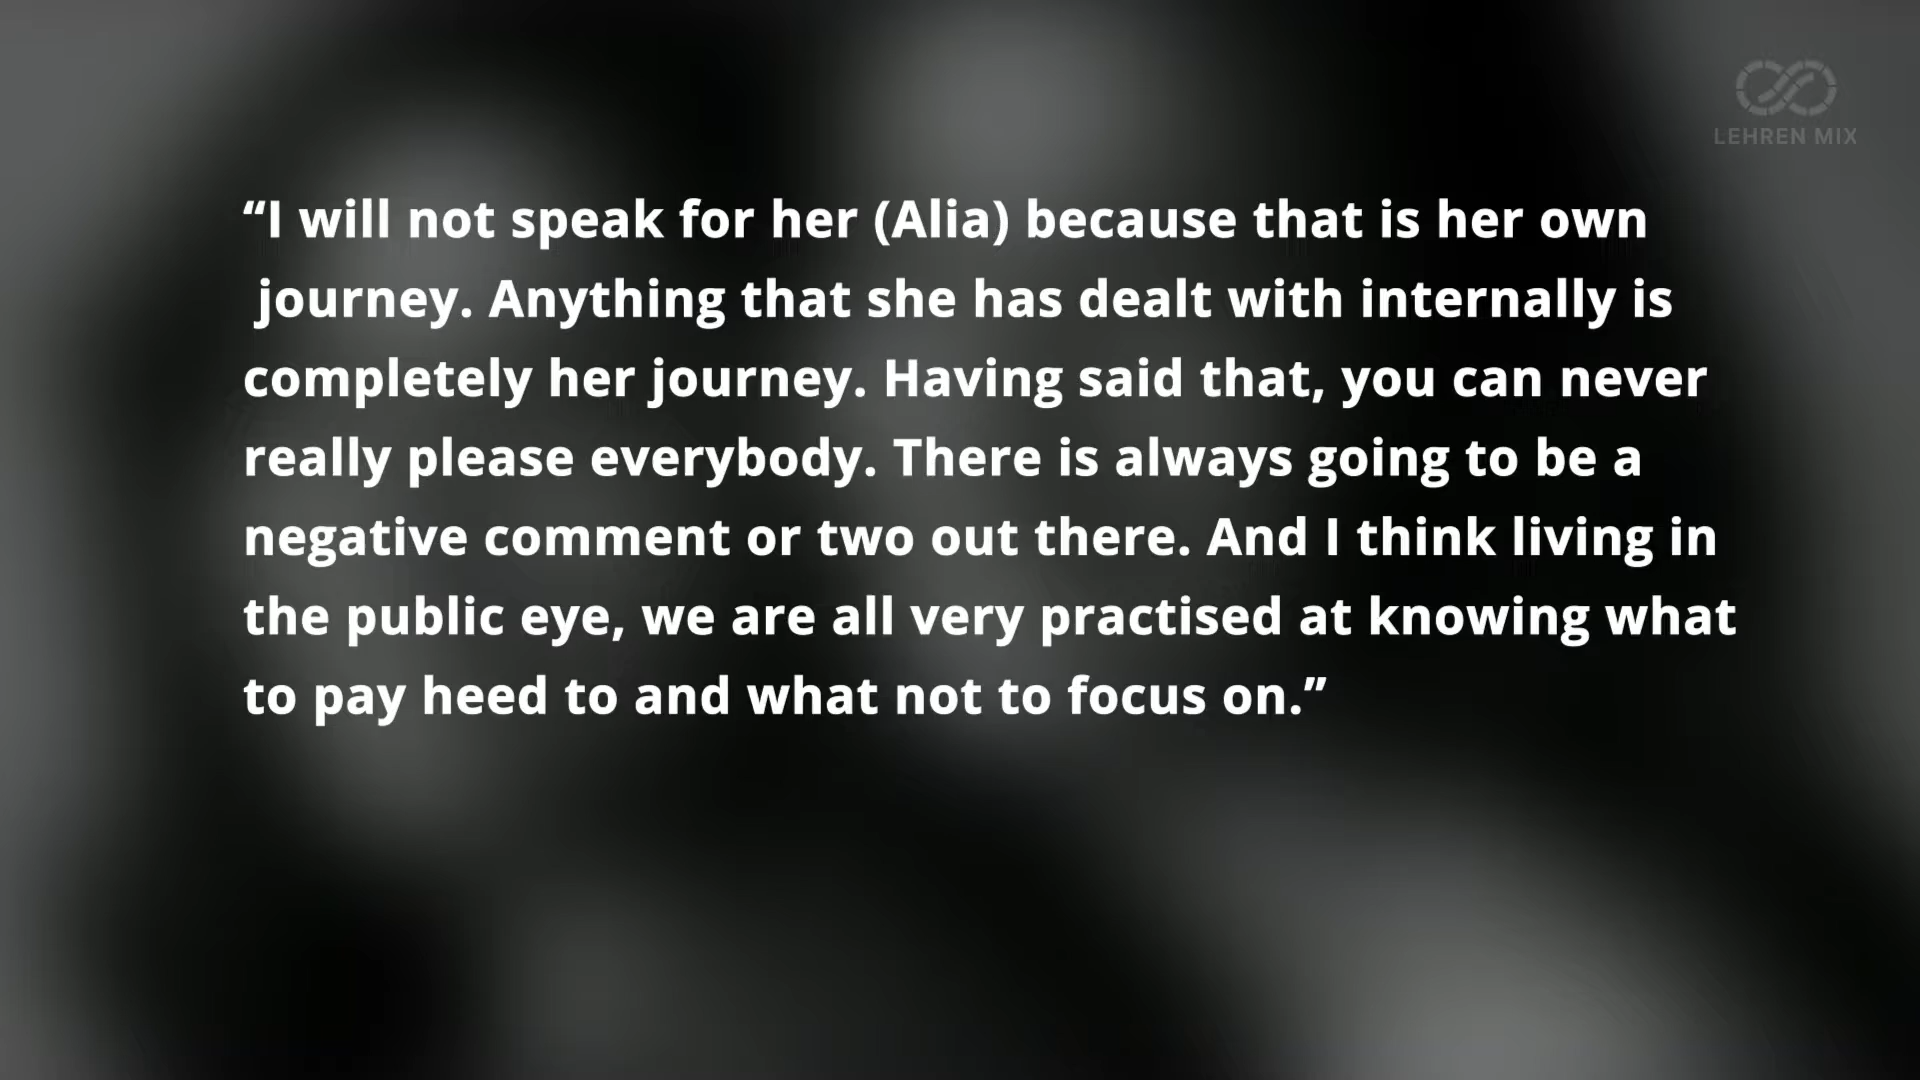 LEHREN MIX
“I will not speak for her (Alia) because that is her own
journey. Anything that she has dealt with internally is
completely her journey. Having said that, you can never
really please everybody. There is always going to be a
negative comment or two out there. And I think living in
the public eye, we are all very practised at knowing what
to pay heed to and what not to focus on.”